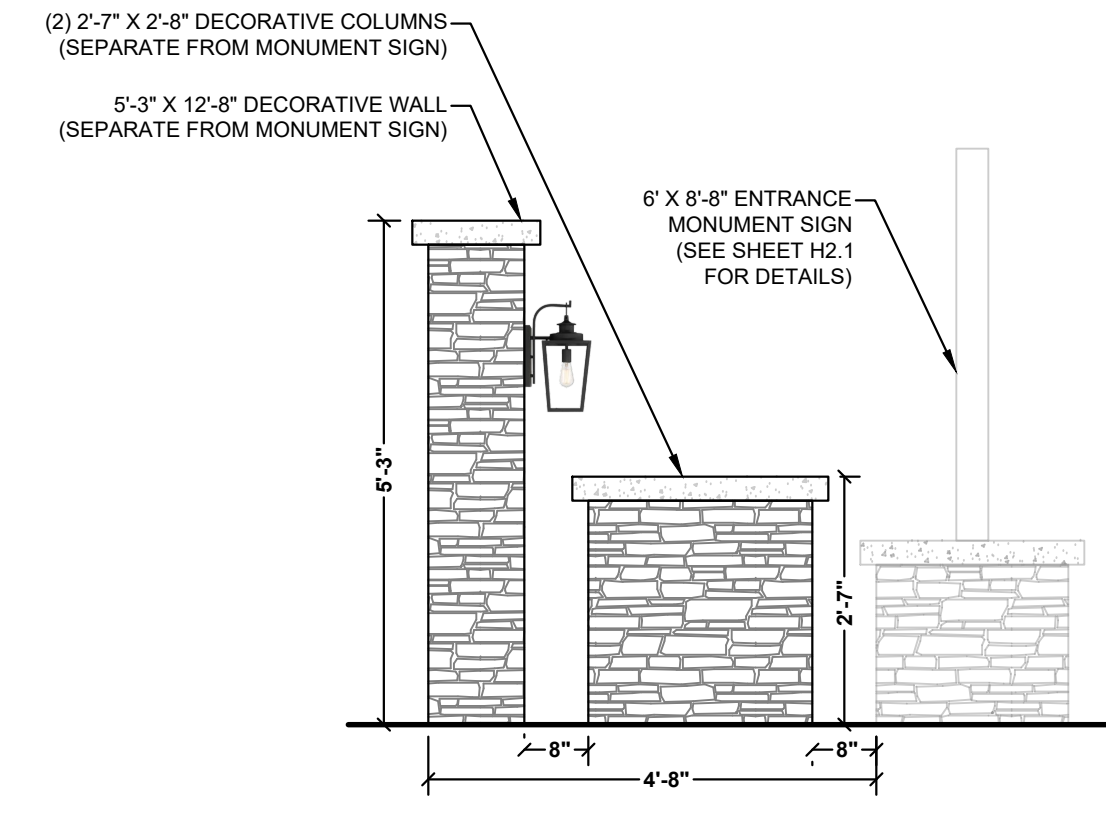 (2) 2'-7" X 2'-8" DECORATIVE COLUMNS
(SEPARATE FROM MONUMENT SIGN)
5'-3" X 12'-8" DECORATIVE WALL
(SEPARATE FROM MONUMENT SIGN)
6' X 8'-8" ENTRANCE
MONUMENT SIGN
(SEE SHEET H2.1
FOR DETAILS)
5'-3"
2'-7"
8"
8"
4'-8"